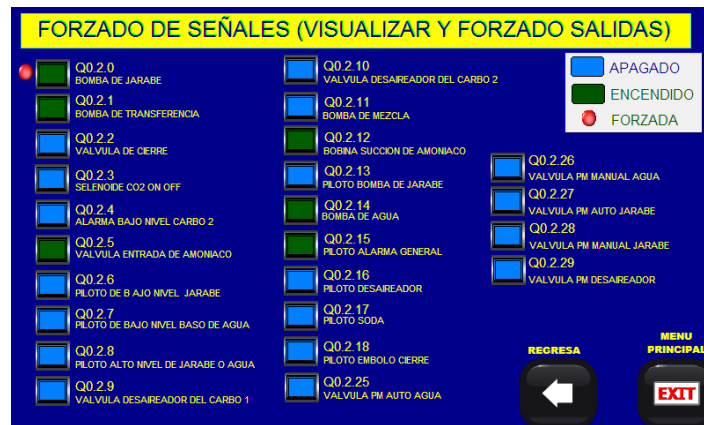 FORZADO DE SEÑALES (VISUALIZAR Y FORZADO SALIDAS)
Q0.2.0
BOMBA DE JARABE
Q0.2.1
BOMBA DE TRANSFERENCIA
Q0.2.2
VALVULA DE CIERRE
Q0.2.3
SELENOIDE CO2 ON OFF
Q0.2.4
ALARMA BAJO NIVEL CARBO 2
Q0.2.5
VALVULA ENTRADA DE AMONIACO
Q0.2.6
PILOTO DE B AJO NIVEL JARABE
Q0.2.7
PILOTO DE BAJO NIVEL BASO DE AGUA
Q0.2.8
PILOTO ALTO NIVEL DE JARABE O AGUA
Q0.2.9
VALVULA DESAIREADOR DEL CARBO 1
Q0.2.10
VALVULA DESAIREADOR DEL CARBO 2
Q0.2.11
BOMBA DE MEZCLA
Q0.2.12
BOBINA SUCCION DE AMONIACO
Q0.2.13
PILOTO BOMBA DE JARABE
Q0.2.14
BOMBA DE AGUA
Q0.2.15
PILOTO ALARMA GENERAL
Q0.2.16
PILOTO DESAIREADOR
Q0.2.17
PILOTO SODA
Q0.2.18
PILOTO EMBOLO CIERRE
Q0.2.25
VALVULA PM AUTO AGUA
APAGADO
ENCENDIDO
FORZADA
Q0.2.26
VALVULA PM MANUAL AGUA
Q0.2.27
VALVULA PM AUTO JARABE
Q0.2.28
VALVULA PM MANUAL JARABE
Q0.2.29
VALVULA PM DESAIREADOR
REGRESA
MENU
PRINCIPAL
EXIT